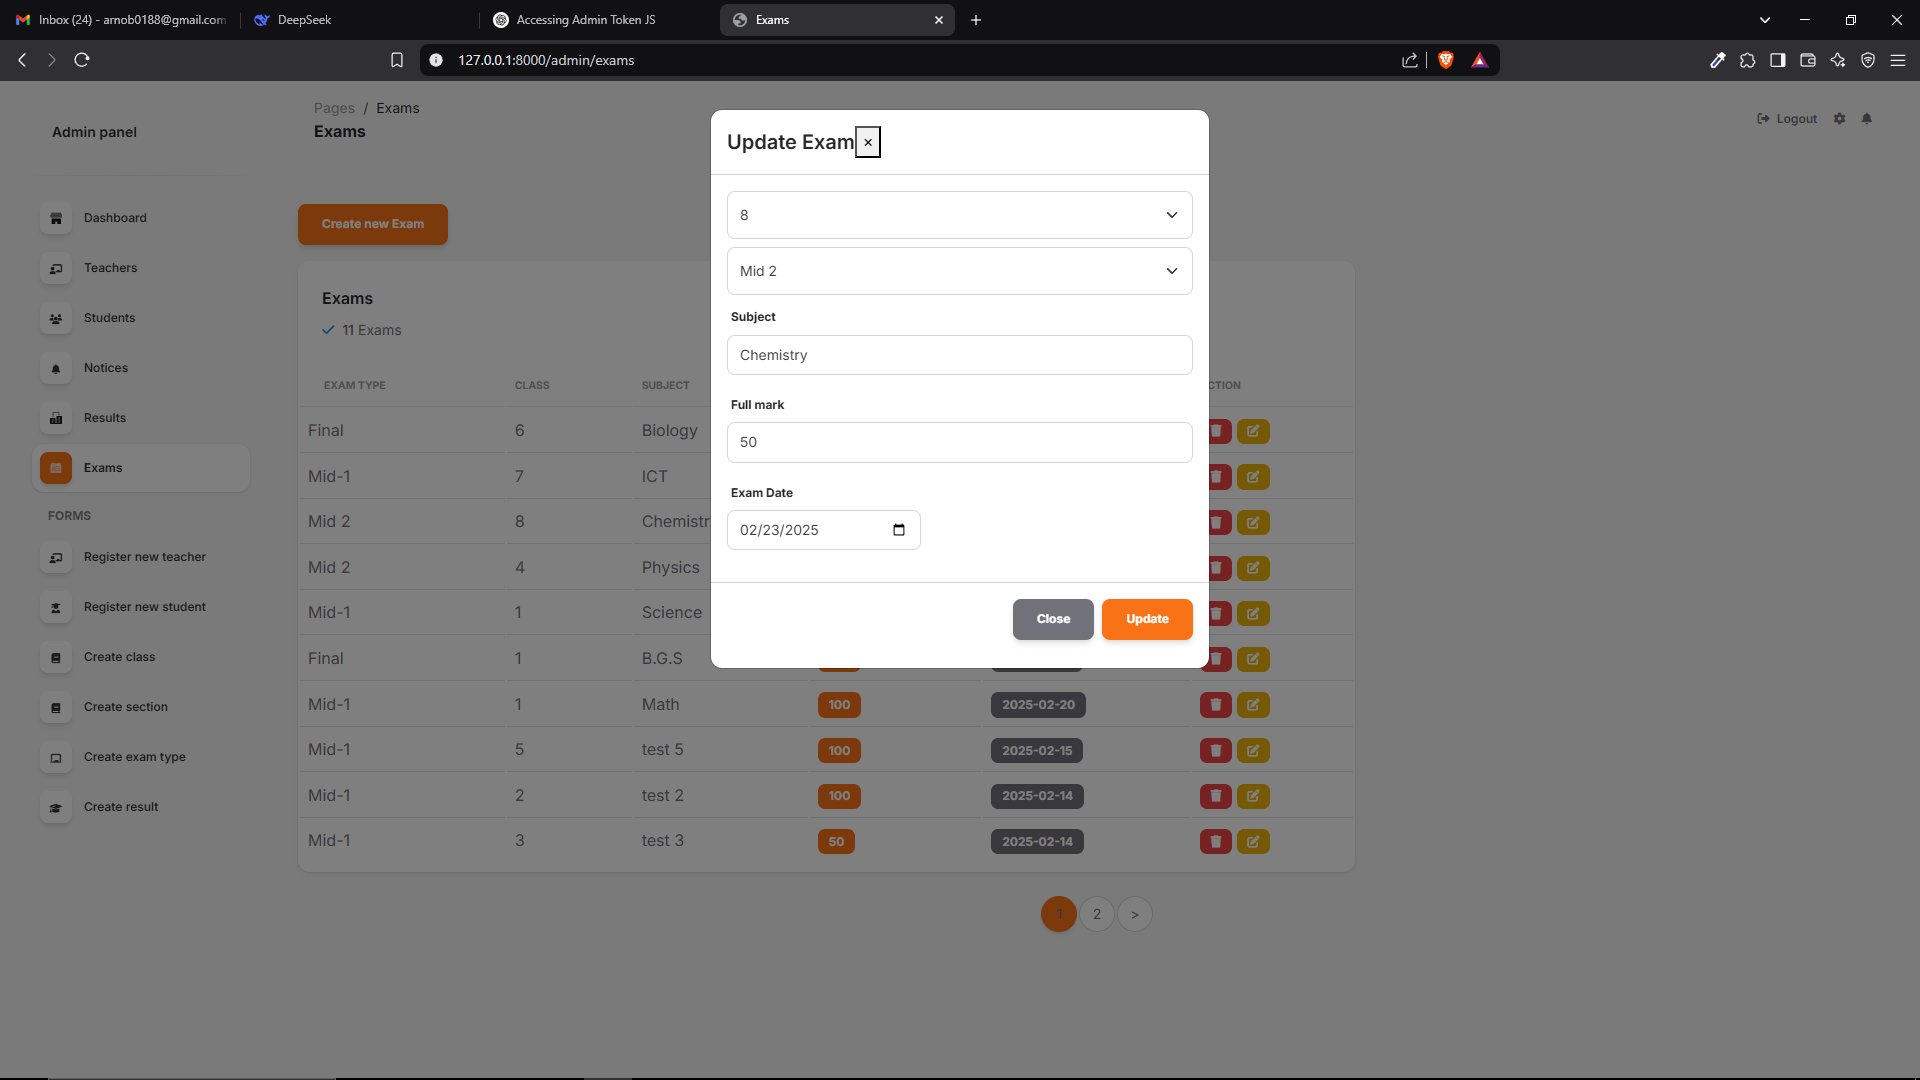 Inbox (24) - arnob0188@gmail.com
DeepSeek
Accessing Admin Token JS
Exams
127.0.0.1:8000/admin/exams
Admin panel
Dashboard
Teachers
Students
Notices
Results
Exams
FORMS
Register new teacher
Register new student
Create class
Create section
Create exam type
Create result
Pages / Exams
Exams
Logout
Create new Exam
Exams
11 Exams
EXAM TYPE CLASS SUBJECT CTION
Final 6 Biology
Mid-1 7 ICT
Mid 2 8 Chemistr
Mid 2 4 Physics
Mid-1 1 Science
Final 1 B.G.S
Mid-1 1 Math 100 2025-02-20
Mid-1 5 test 5 100 2025-02-15
Mid-1 2 test 2 100 2025-02-14
Mid-1 3 test 3 50 2025-02-14
1 2 >
Update Exam ×
8
Mid 2
Subject
Chemistry
Full mark
50
Exam Date
02/23/2025
Close Update